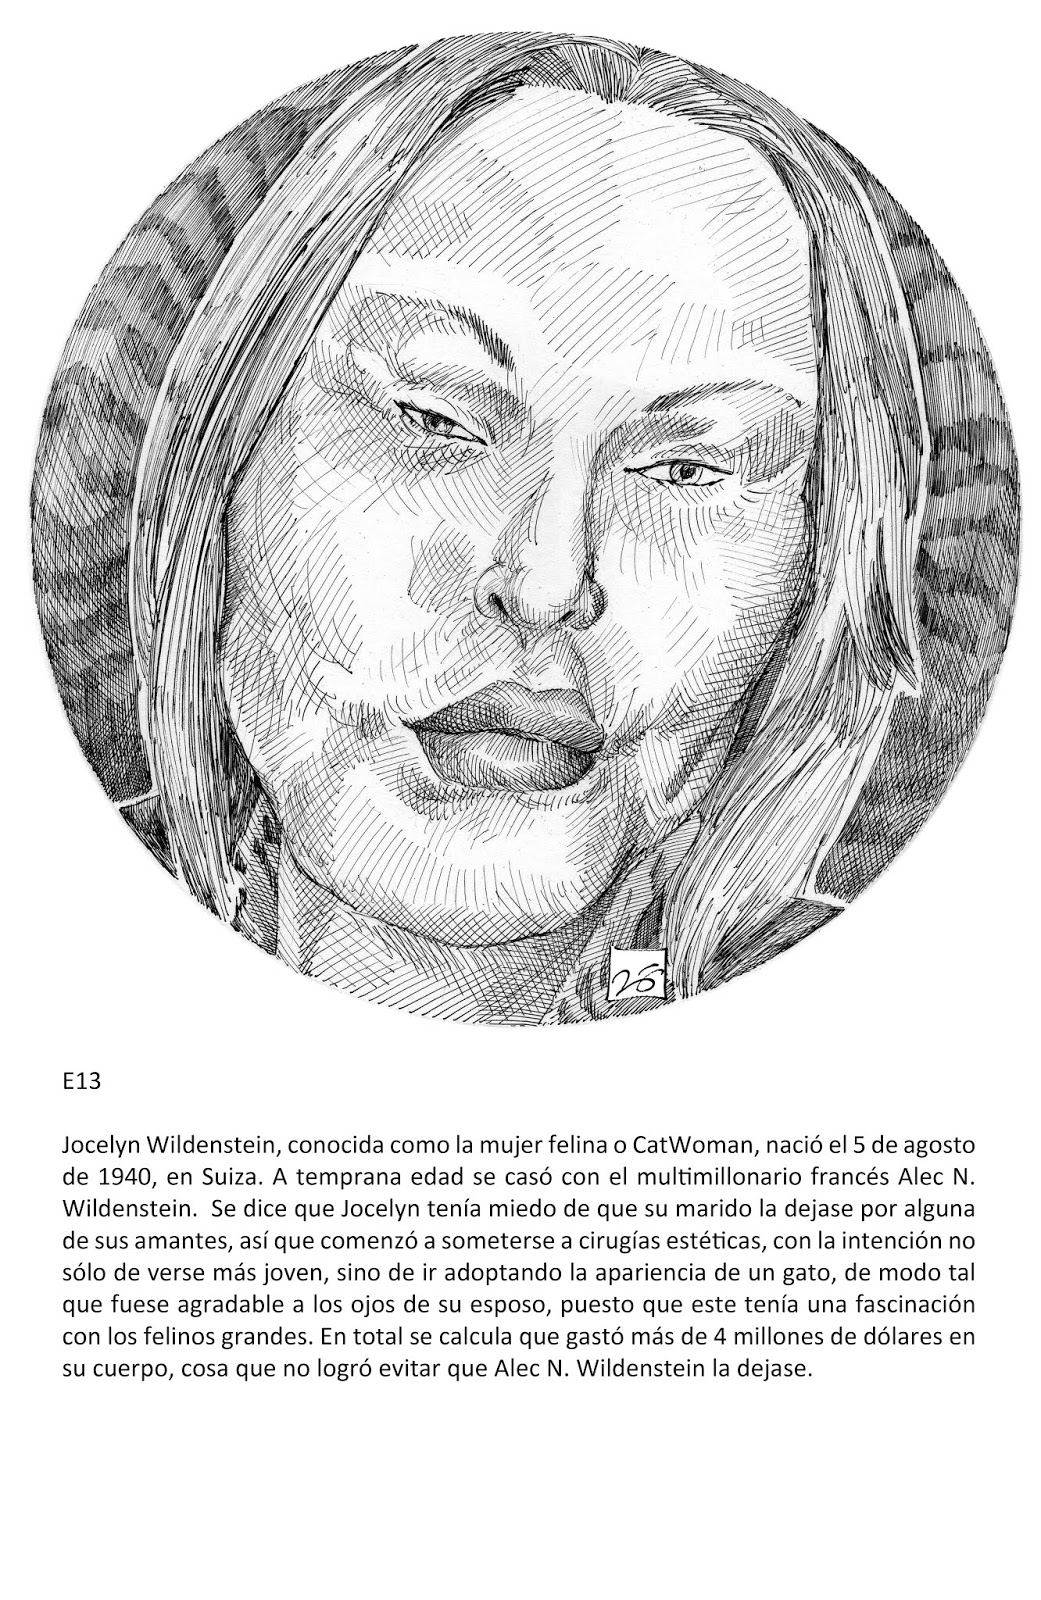 25
E13
Jocelyn Wildenstein, conocida como la mujer felina o CatWoman, nació el 5 de agosto
de 1940, en Suiza. A temprana edad se casó con el multimillonario francés Alec N.
Wildenstein.  Se dice que Jocelyn tenía miedo de que su marido la dejase por alguna
de sus amantes, así que comenzó a someterse a cirugías estéticas, con la intención no
sólo de verse más joven, sino de ir adoptando la apariencia de un gato, de modo tal
que fuese agradable a los ojos de su esposo, puesto que este tenía una fascinación
con los felinos grandes. En total se calcula que gastó más de 4 millones de dólares en
su cuerpo, cosa que no logró evitar que Alec N. Wildenstein la dejase.